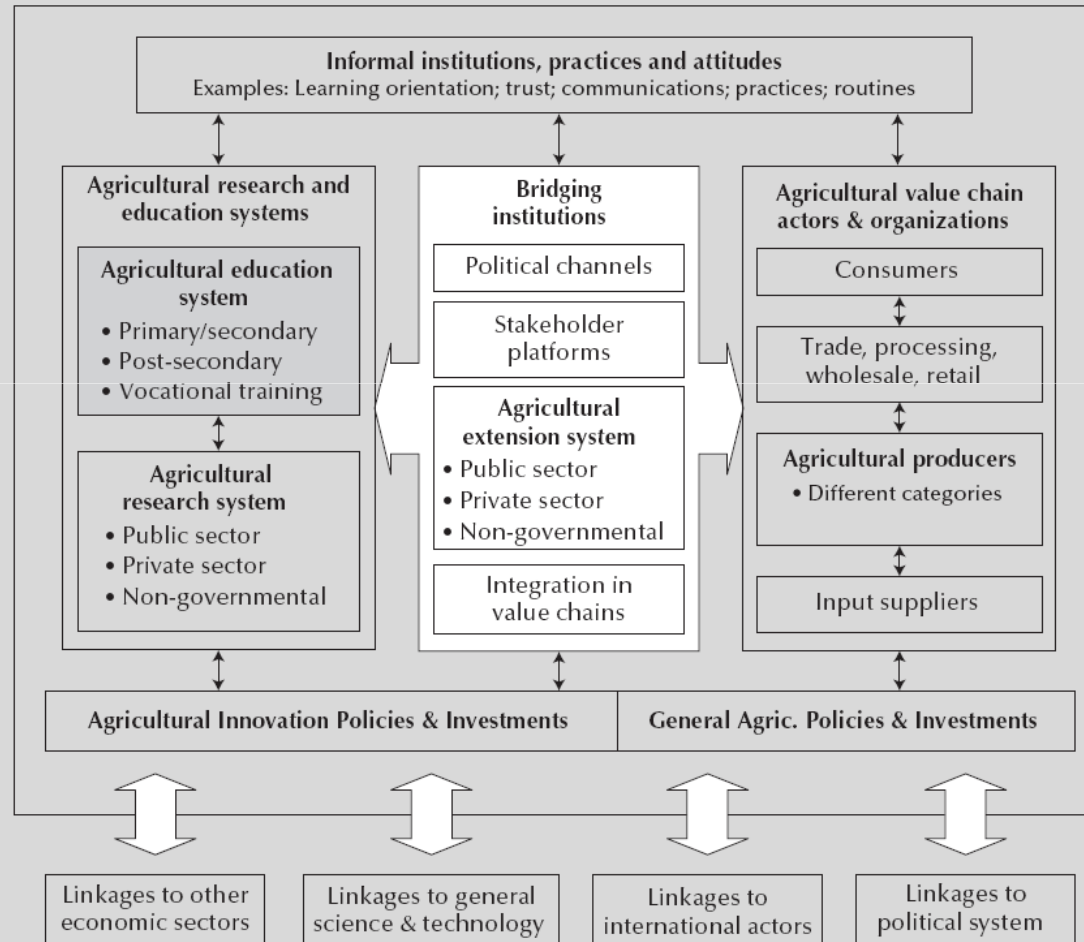 Informal institutions, practices and attitudes
Examples: Learning orientation; trust; communications; practices; routines
Agricultural research and
education systems
Agricultural education
system
• Primary/secondary
• Post-secondary
• Vocational training
Agricultural
research system
• Public sector
• Private sector
• Non-governmental
Bridging
institutions
Political channels
Stakeholder
platforms
Agricultural
extension system
• Public sector
• Private sector
• Non-governmental
Integration in
value chains
Agricultural value chain
actors & organizations
Consumers
Trade, processing,
wholesale, retail
Agricultural producers
• Different categories
Input suppliers
Agricultural Innovation Policies & Investments
General Agric. Policies & Investments
Linkages to other
economic sectors
Linkages to general
science & technology
Linkages to
international actors
Linkages to
political system